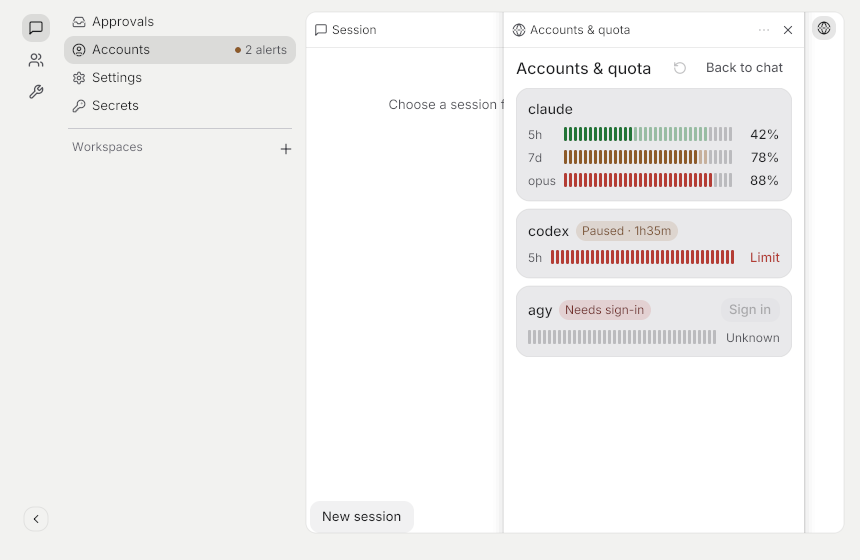 Approvals
Accounts
2 alerts
Settings
Secrets
Workspaces
Session
Choose a session f
New session
Accounts & quota
Accounts & quota
Back to chat
claude
5h
42%
7d
78%
opus
88%
codex
Paused · 1h35m
5h
Limit
agy
Needs sign-in
Sign in
Unknown